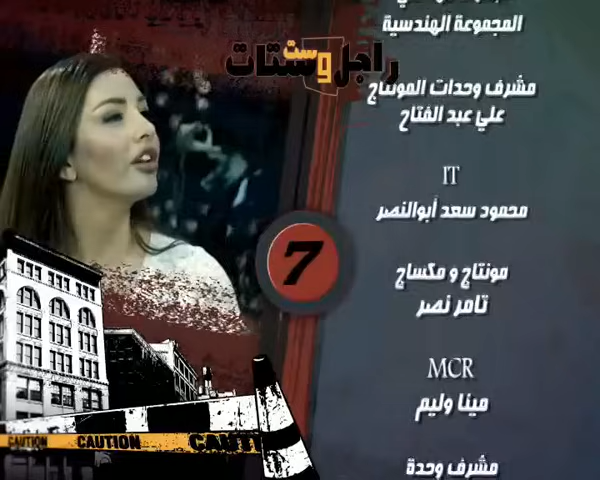 المجموعة الهندسية
راجل وست ستات
مشرف وحدات المونتاج
علي عبد الفتاح
IT
محمود سعد أبوالنصر
7
مونتاج و مكساج
تامر نصر
MCR
مينا وليم
CAUTION CAUTION CAUTI
مشرف وحدة